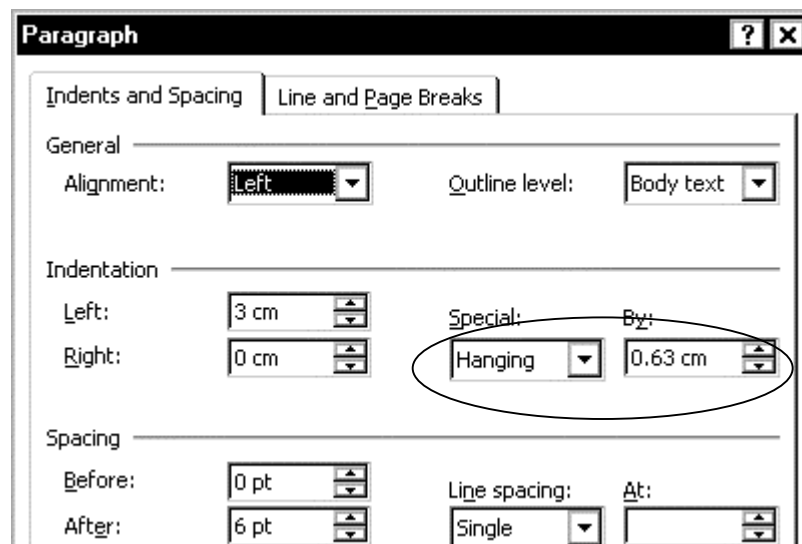 Paragraph ? X
Indents and Spacing Line and Page Breaks
General
Alignment: Left Outline level: Body text
Indentation
Left: 3 cm Special: By:
Right: 0 cm Hanging 0.63 cm
Spacing
Before: 0 pt Line spacing: At:
After: 6 pt Single